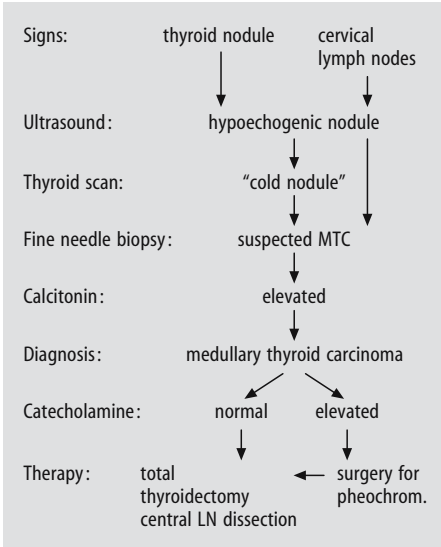 Signs: thyroid nodule cervical
lymph nodes
Ultrasound: hypoechogenic nodule
Thyroid scan: “cold nodule”
Fine needle biopsy: suspected MTC
Calcitonin: elevated
Diagnosis: medullary thyroid carcinoma
Catecholamine: normal elevated
Therapy: total surgery for
thyroidectomy pheochrom.
central LN dissection